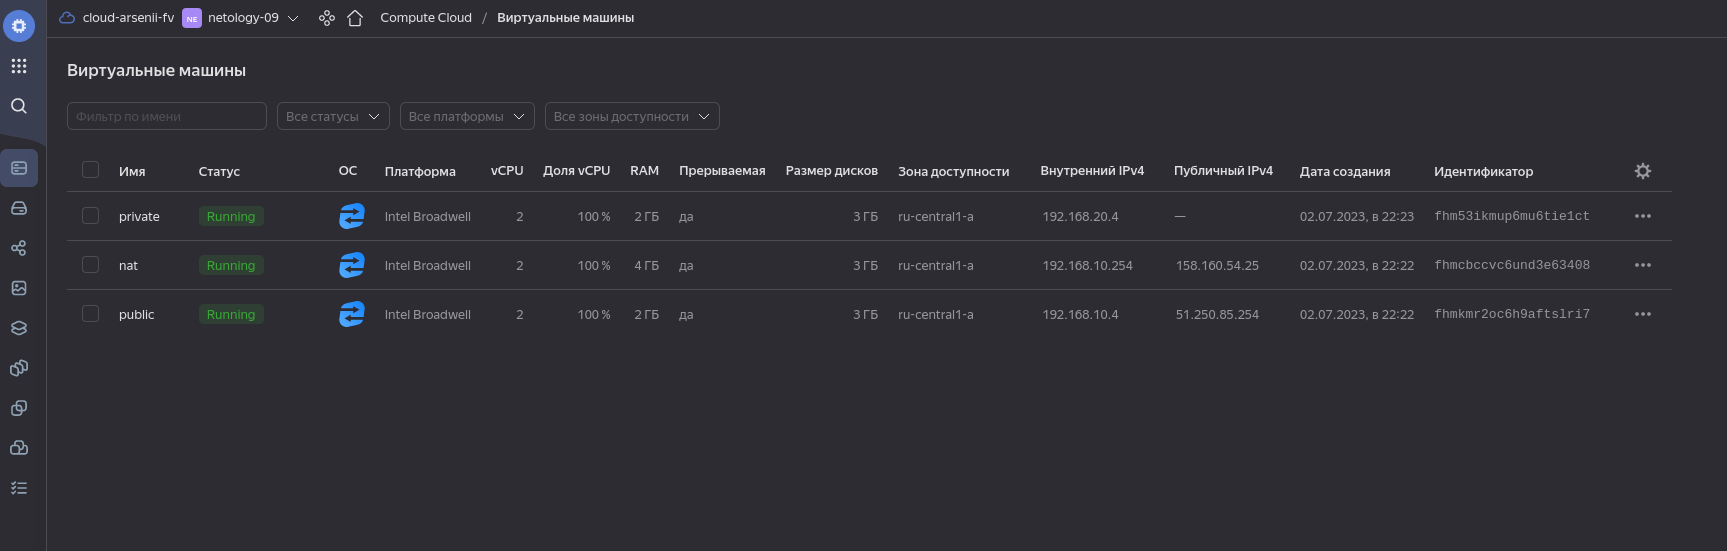 cloud-arsenii-fv NE netology-09 Compute Cloud / Виртуальные машины
Виртуальные машины
Фильтр по имени Все статусы Все платформы Все зоны доступности
Имя Статус ОС Платформа vCPU Доля vCPU RAM Прерываемая Размер дисков Зона доступности Внутренний IPv4 Публичный IPv4 Дата создания Идентификатор
private Running Intel Broadwell 2 100 % 2 ГБ да 3 ГБ ru-central1-a 192.168.20.4 — 02.07.2023, в 22:23 fhm53ikmup6mu6tie1ct
nat Running Intel Broadwell 2 100 % 4 ГБ да 3 ГБ ru-central1-a 192.168.10.254 158.160.54.25 02.07.2023, в 22:22 fhmcbccvc6und3e63408
public Running Intel Broadwell 2 100 % 2 ГБ да 3 ГБ ru-central1-a 192.168.10.4 51.250.85.254 02.07.2023, в 22:22 fhmkmr2oc6h9aftslri7